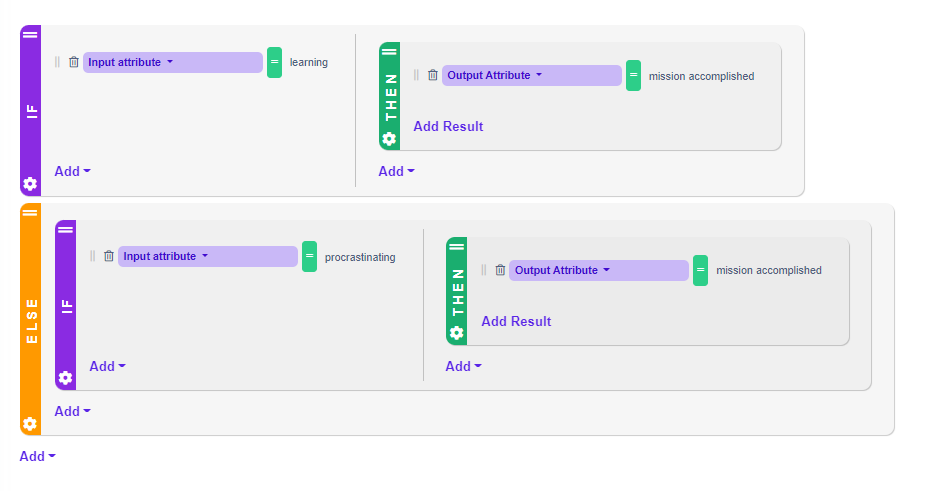 IF
Input attribute = learning
THEN
Output Attribute = mission accomplished
Add Result
Add
Add
ELSE
IF
Input attribute = procrastinating
THEN
Output Attribute = mission accomplished
Add Result
Add
Add
Add
Add